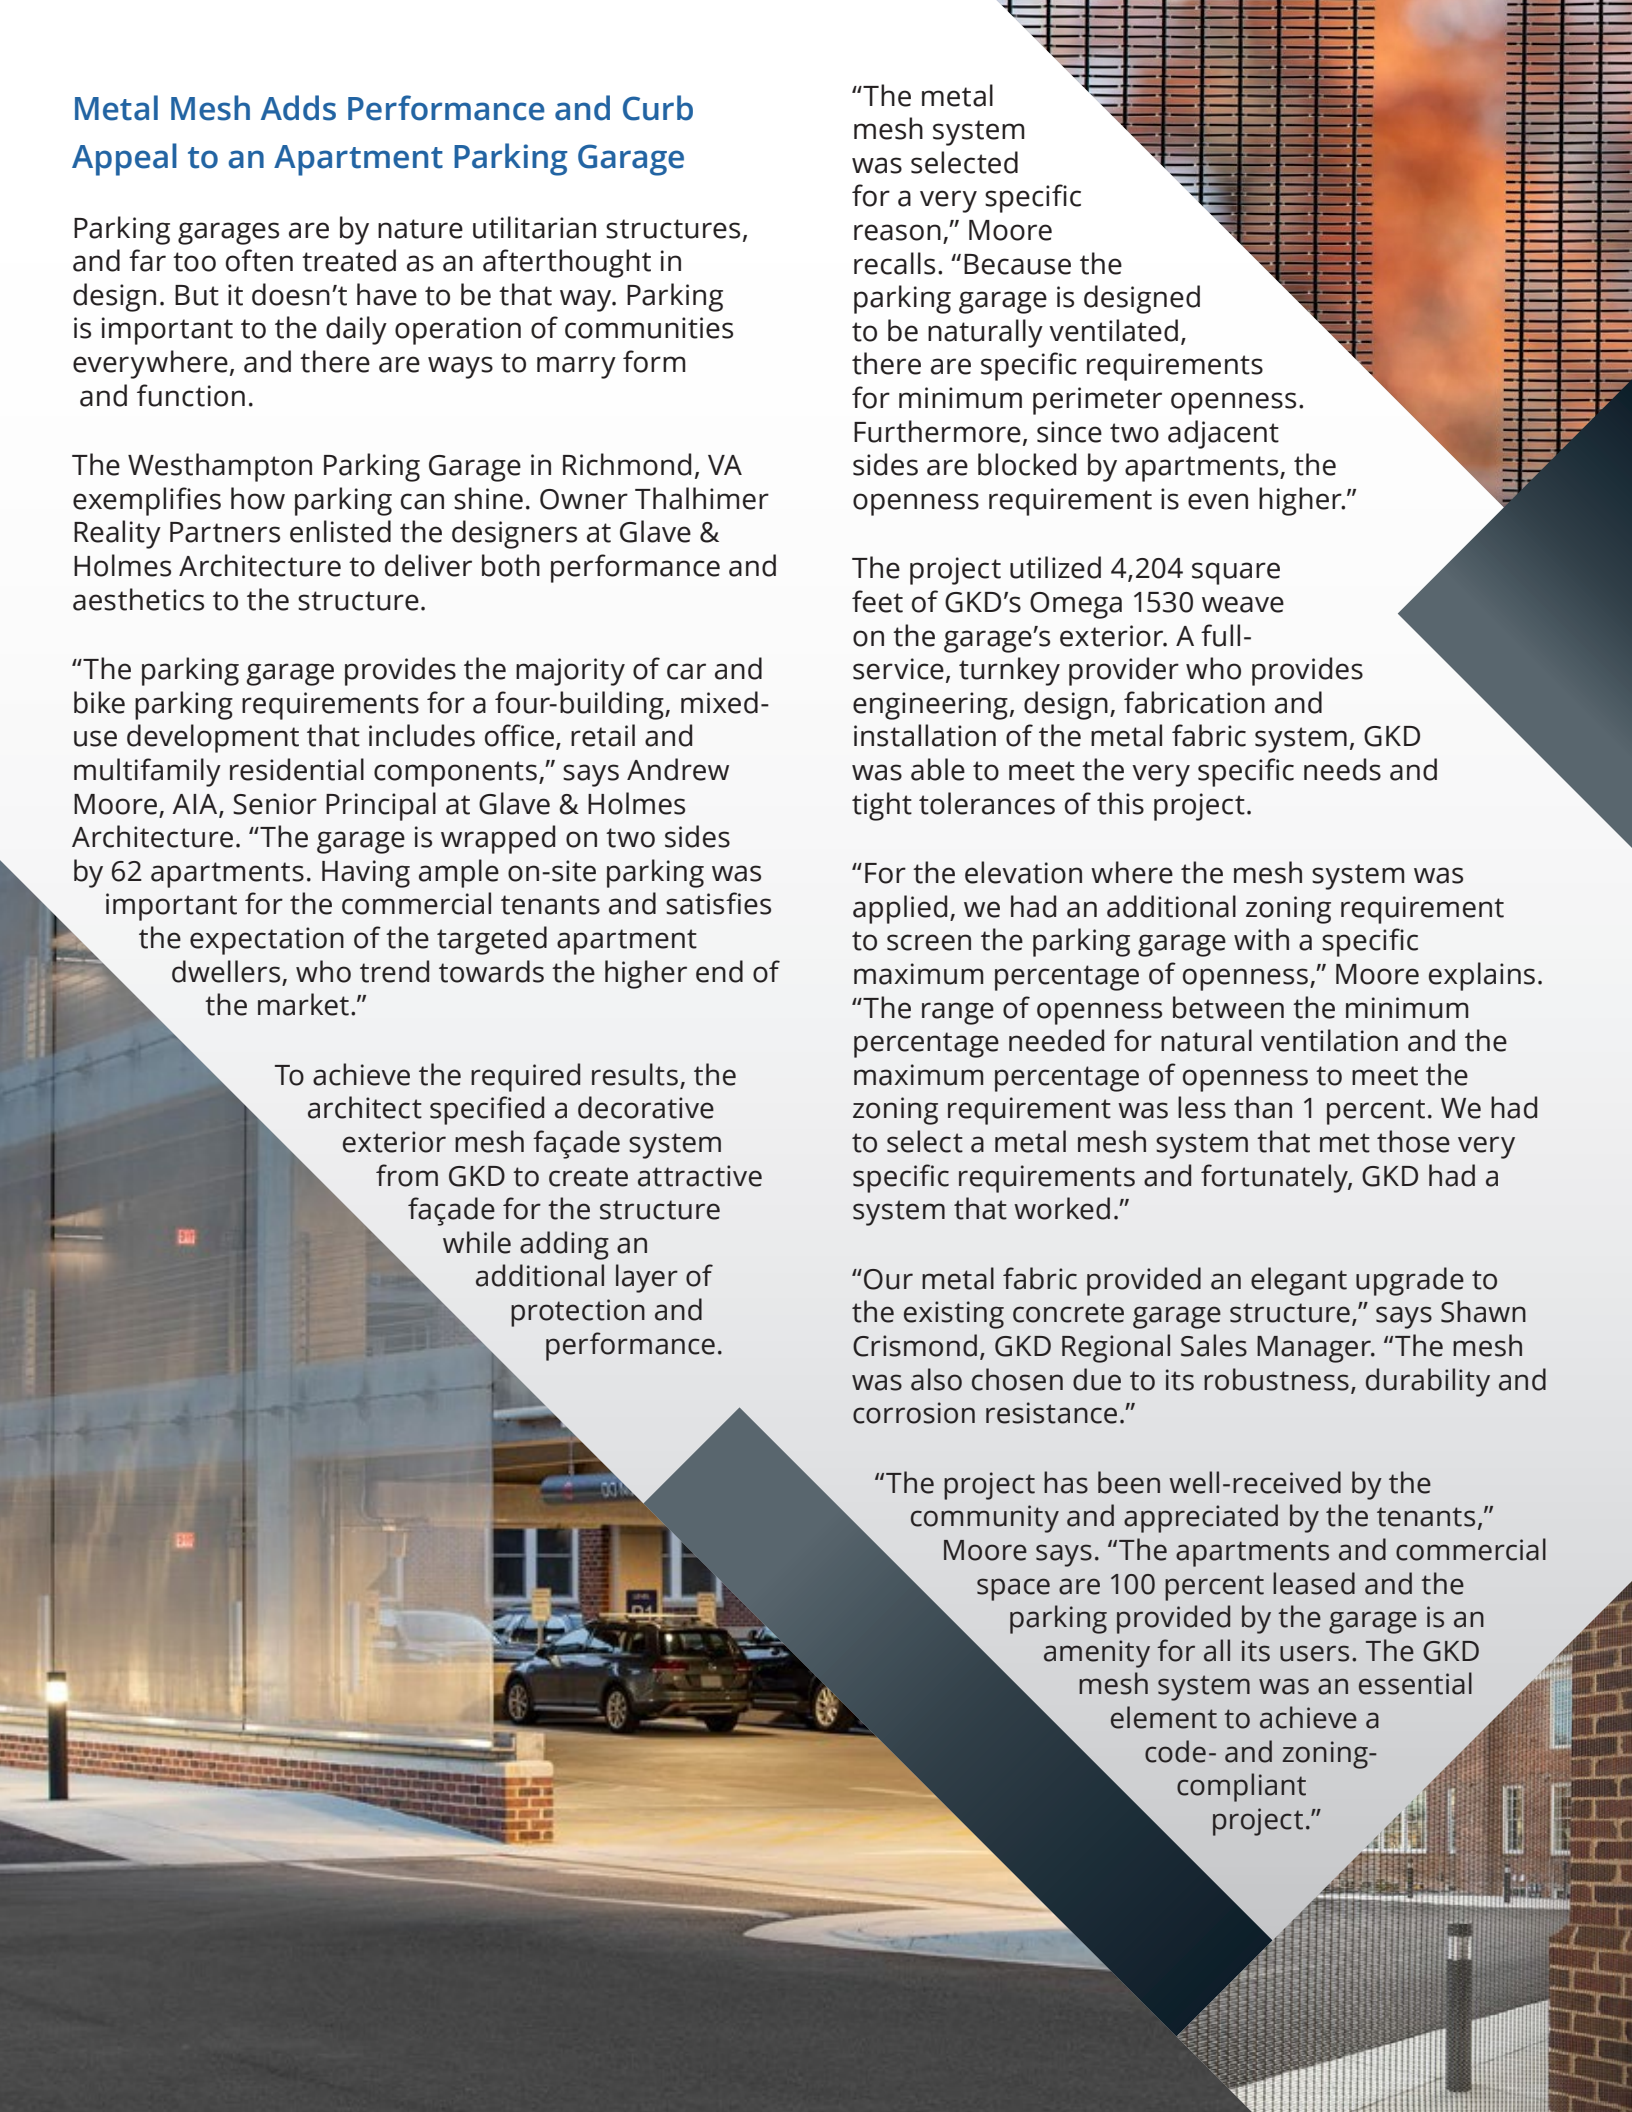 Metal Mesh Adds Performance and Curb
Appeal to an Apartment Parking Garage
Parking garages are by nature utilitarian structures,
and far too often treated as an afterthought in
design. But it doesn’t have to be that way. Parking
is important to the daily operation of communities
everywhere, and there are ways to marry form
and function.
The Westhampton Parking Garage in Richmond, VA
exemplifies how parking can shine. Owner Thalhimer
Reality Partners enlisted the designers at Glave &
Holmes Architecture to deliver both performance and
aesthetics to the structure.
“The parking garage provides the majority of car and
bike parking requirements for a four-building, mixed-
use development that includes office, retail and
multifamily residential components,” says Andrew
Moore, AIA, Senior Principal at Glave & Holmes
Architecture. “The garage is wrapped on two sides
by 62 apartments. Having ample on-site parking was
important for the commercial tenants and satisfies
the expectation of the targeted apartment
dwellers, who trend towards the higher end of
the market.”
To achieve the required results, the
architect specified a decorative
exterior mesh façade system
from GKD to create attractive
façade for the structure
while adding an
additional layer of
protection and
performance.
“The metal
mesh system
was selected
for a very specific
reason,” Moore
recalls. “Because the
parking garage is designed
to be naturally ventilated,
there are specific requirements
for minimum perimeter openness.
Furthermore, since two adjacent
sides are blocked by apartments, the
openness requirement is even higher.”
The project utilized 4,204 square
feet of GKD’s Omega 1530 weave
on the garage’s exterior. A full-
service, turnkey provider who provides
engineering, design, fabrication and
installation of the metal fabric system, GKD
was able to meet the very specific needs and
tight tolerances of this project.
“For the elevation where the mesh system was
applied, we had an additional zoning requirement
to screen the parking garage with a specific
maximum percentage of openness,” Moore explains.
“The range of openness between the minimum
percentage needed for natural ventilation and the
maximum percentage of openness to meet the
zoning requirement was less than 1 percent. We had
to select a metal mesh system that met those very
specific requirements and fortunately, GKD had a
system that worked.”
“Our metal fabric provided an elegant upgrade to
the existing concrete garage structure,” says Shawn
Crismond, GKD Regional Sales Manager. “The mesh
was also chosen due to its robustness, durability and
corrosion resistance.”
“The project has been well-received by the
community and appreciated by the tenants,”
Moore says. “The apartments and commercial
space are 100 percent leased and the
parking provided by the garage is an
amenity for all its users. The GKD
mesh system was an essential
element to achieve a
code- and zoning-
compliant
project.”
EXIT
EXIT